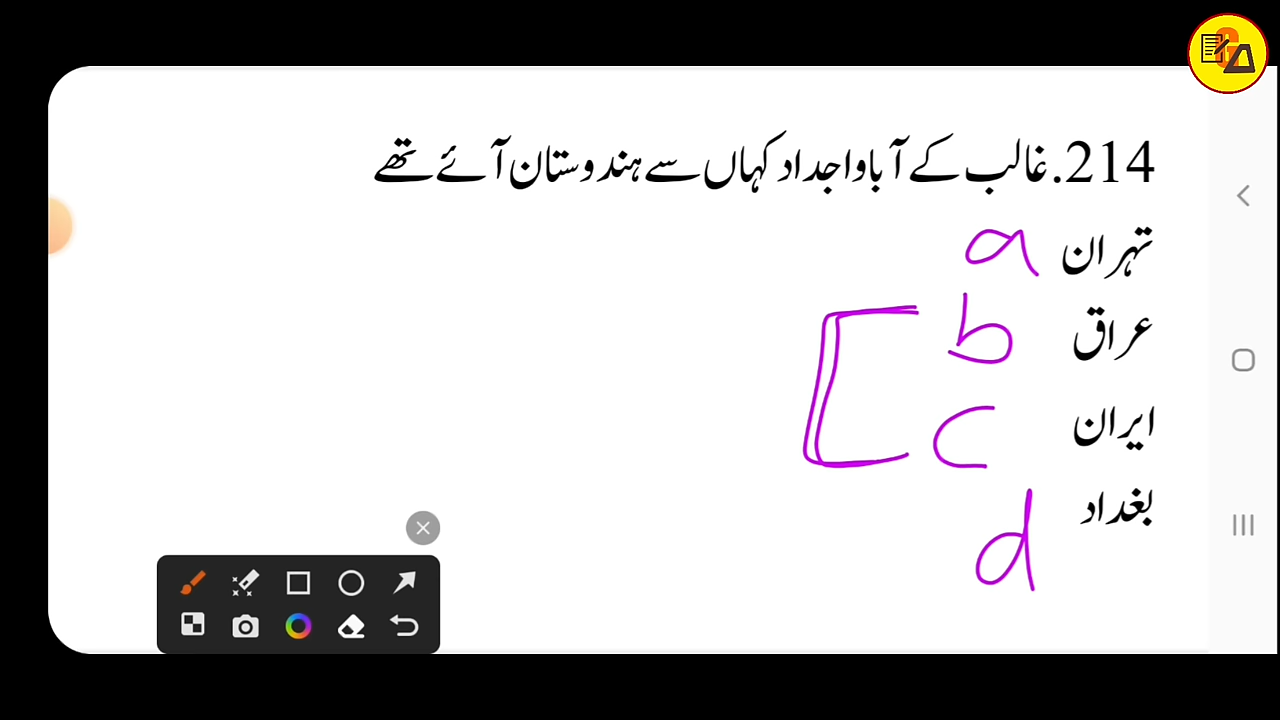 214. غالب کے آباواجداد کہاں سے ہندوستان آئے تھے
تہران a
عراق b
ایران c
بغداد d